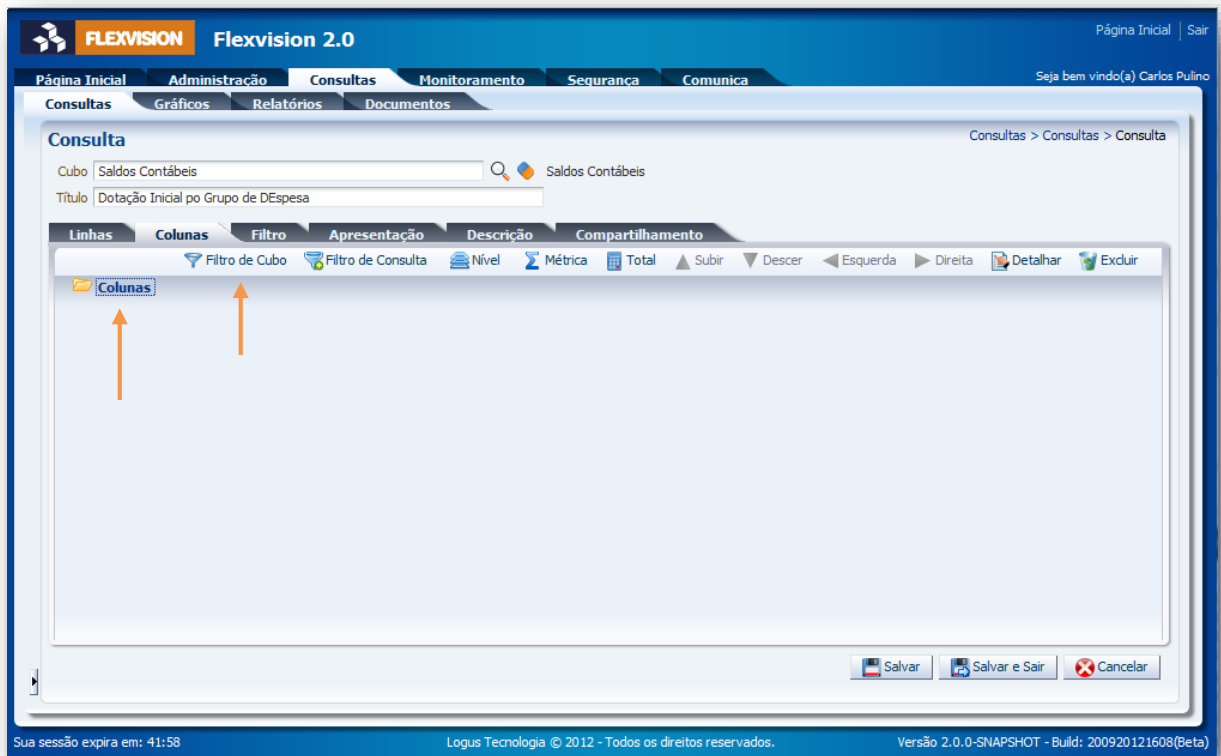 FLEXVISION Flexvision 2.0 Página Inicial Sair
Página Inicial Administração Consultas Monitoramento Segurança Comunica Seja bem vindo(a) Carlos Pulino
Consultas Gráficos Relatórios Documentos
Consulta Consultas > Consultas > Consulta
Cubo Saldos Contábeis Saldos Contábeis
Título Dotação Inicial po Grupo de DEspesa
Linhas Colunas Filtro Apresentação Descrição Compartilhamento
Filtro de Cubo Filtro de Consulta Nível Métrica Total Subir Descer Esquerda Direita Detalhar Excluir
Colunas
Salvar Salvar e Sair Cancelar
Sua sessão expira em: 41:58 Logus Tecnologia © 2012 - Todos os direitos reservados. Versão 2.0.0-SNAPSHOT - Build: 200920121608(Beta)